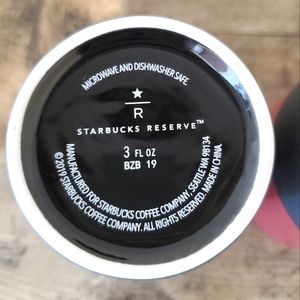 MICROWAVE AND DISHWASHER SAFE
★
R
STARBUCKS RESERVE™
3 FL OZ
BZB 19
MANUFACTURED FOR STARBUCKS COFFEE COMPANY, SEATTLE WA 98134
©2019 STARBUCKS COFFEE COMPANY. ALL RIGHTS RESERVED. MADE IN CHINA.